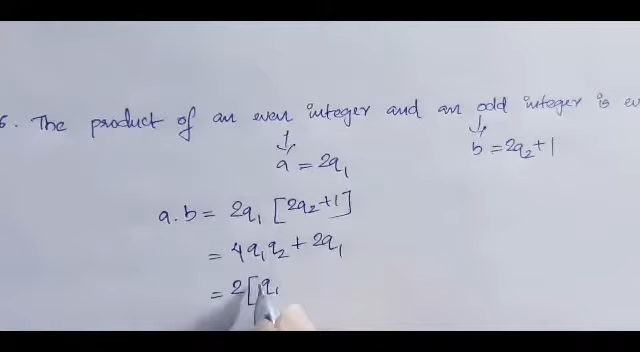 6. The product of an even integer and an odd integer is ev
↓ ↓
a = 2q₁ b = 2q₂+1
a.b = 2q₁ [2q₂+1]
= 4q₁q₂ + 2q₁
= 2[q₁